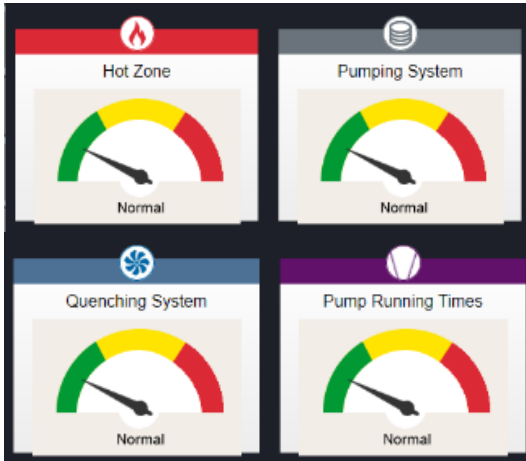 Hot Zone
Pumping System
Normal
Normal
Quenching System
Pump Running Times
Normal
Normal